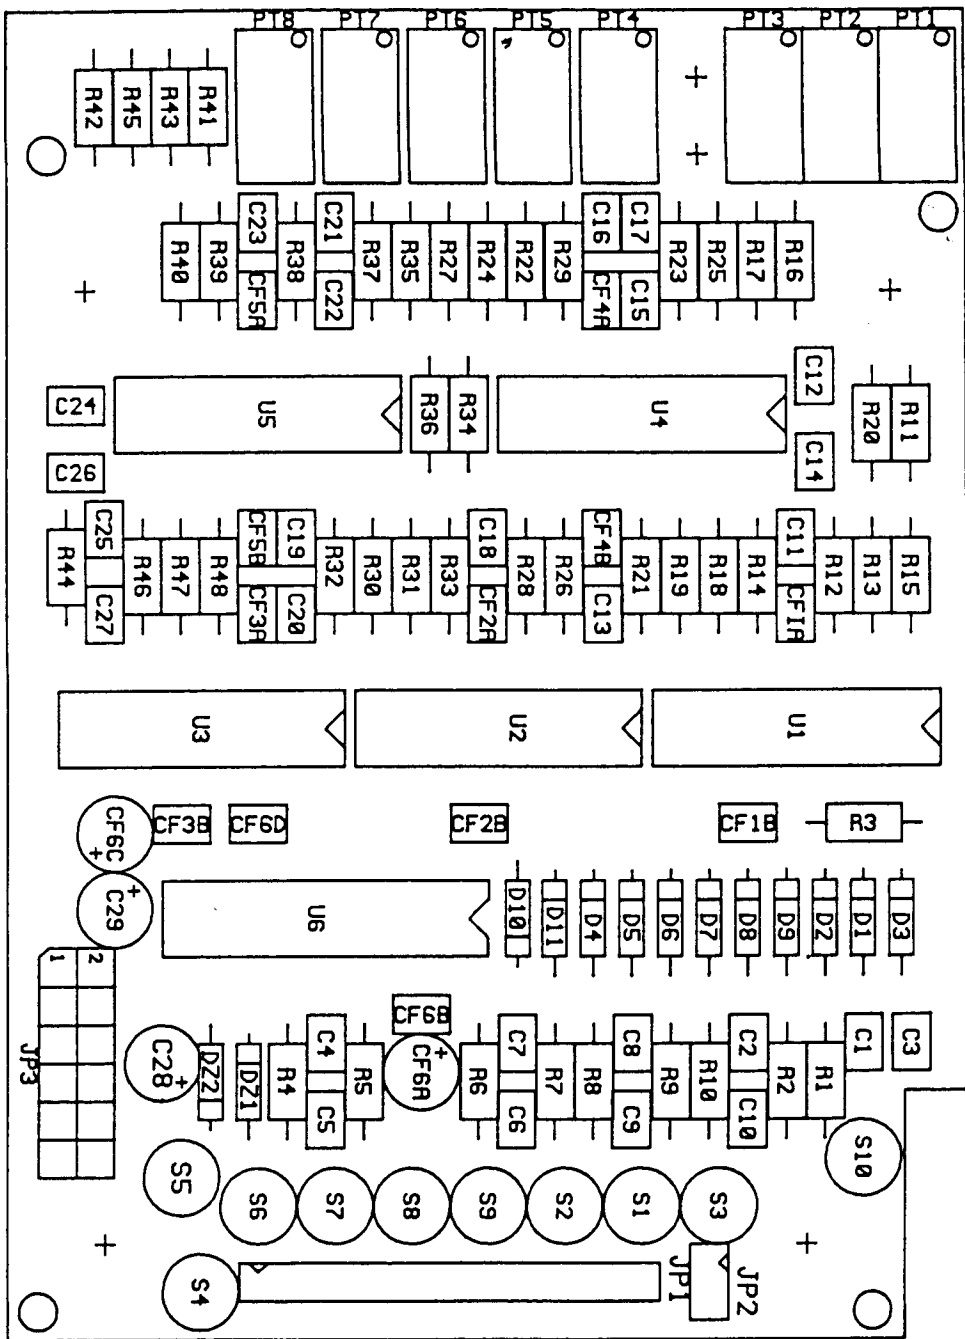 PT8 PT7 PT6 PT5 PT4 PT3 PT2 PT1
R42 R45 R43 R41
C23 C21 C16 C17
R40 R39 R38 R37 R35 R27 R24 R22 R29 R23 R25 R17 R16
CF5A C22 CF4A C15
C12
C24 U5 R36 R34 U4 R20 R11
C26 C14
C25 CF5B C19 C18 CF4B C11
R44 R46 R47 R48 R32 R30 R31 R33 R28 R26 R21 R19 R18 R14 R12 R13 R15
C27 CF3A C20 CF2A C13 CF1A
U3 U2 U1
CF6C + CF3B CF6D CF2B CF1B R3
C29 + U6 D10 D11 D4 D5 D6 D7 D8 D9 D2 D1 D3
1 2
CF6B
C4 C7 C8 C2 C1 C3
JP3 C28 + DZ2 DZ1 R4 R5 CF6A + R6 R7 R8 R9 R10 R2 R1
C5 C6 C9 C10
S10
S5 S6 S7 S8 S9 S2 S1 S3
S4 JP1 JP2